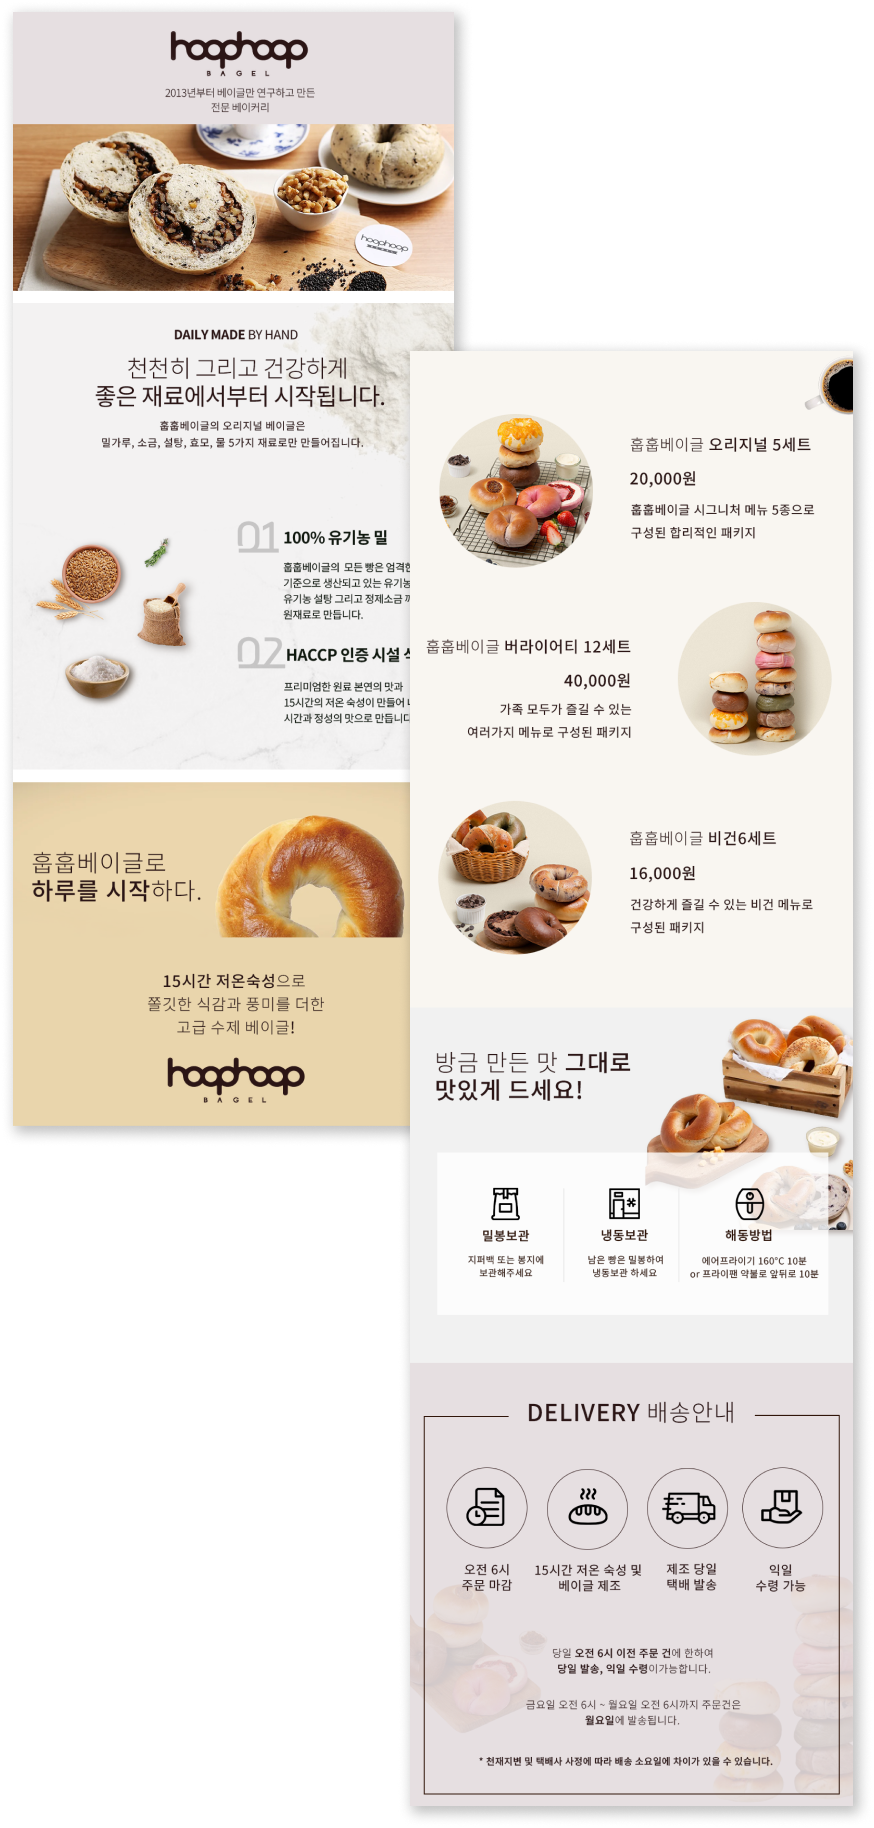 hoophoop
BAGEL
2013년부터 베이글만 연구하고 만든
전문 베이커리
hoophoop
DAILY MADE BY HAND
천천히 그리고 건강하게
좋은 재료에서부터 시작됩니다.
훕훕베이글의 오리지널 베이글은
밀가루, 소금, 설탕, 효모, 물 5가지 재료로만 만들어집니다.
01 100% 유기농 밀
훕훕베이글의 모든 빵은 엄격한
기준으로 생산되고 있는 유기농
유기농 설탕 그리고 정제소금
원재료로 만듭니다.
02 HACCP 인증 시설
프리미엄한 원료 본연의 맛과
15시간의 저온 숙성이 만들어
시간과 정성의 맛으로 만듭니다
훕훕베이글로
하루를 시작하다.
15시간 저온숙성으로
쫄깃한 식감과 풍미를 더한
고급 수제 베이글!
hoophoop
BAGEL
훕훕베이글 오리지널 5세트
20,000원
훕훕베이글 시그니처 메뉴 5종으로
구성된 합리적인 패키지
훕훕베이글 버라이어티 12세트
40,000원
가족 모두가 즐길 수 있는
여러가지 메뉴로 구성된 패키지
훕훕베이글 비건6세트
16,000원
건강하게 즐길 수 있는 비건 메뉴로
구성된 패키지
방금 만든 맛 그대로
맛있게 드세요!
밀봉보관
지퍼백 또는 봉지에
보관해주세요
냉동보관
남은 빵은 밀봉하여
냉동보관 하세요
해동방법
에어프라이기 160°C 10분
or 프라이팬 약불로 앞뒤로 10분
DELIVERY 배송안내
오전 6시
주문 마감
15시간 저온 숙성 및
베이글 제조
제조 당일
택배 발송
익일
수령 가능
당일 오전 6시 이전 주문 건에 한하여
당일 발송, 익일 수령이가능합니다.
금요일 오전 6시 ~ 월요일 오전 6시까지 주문건은
월요일에 발송됩니다.
* 천재지변 및 택배사 사정에 따라 배송 소요일에 차이가 있을 수 있습니다.